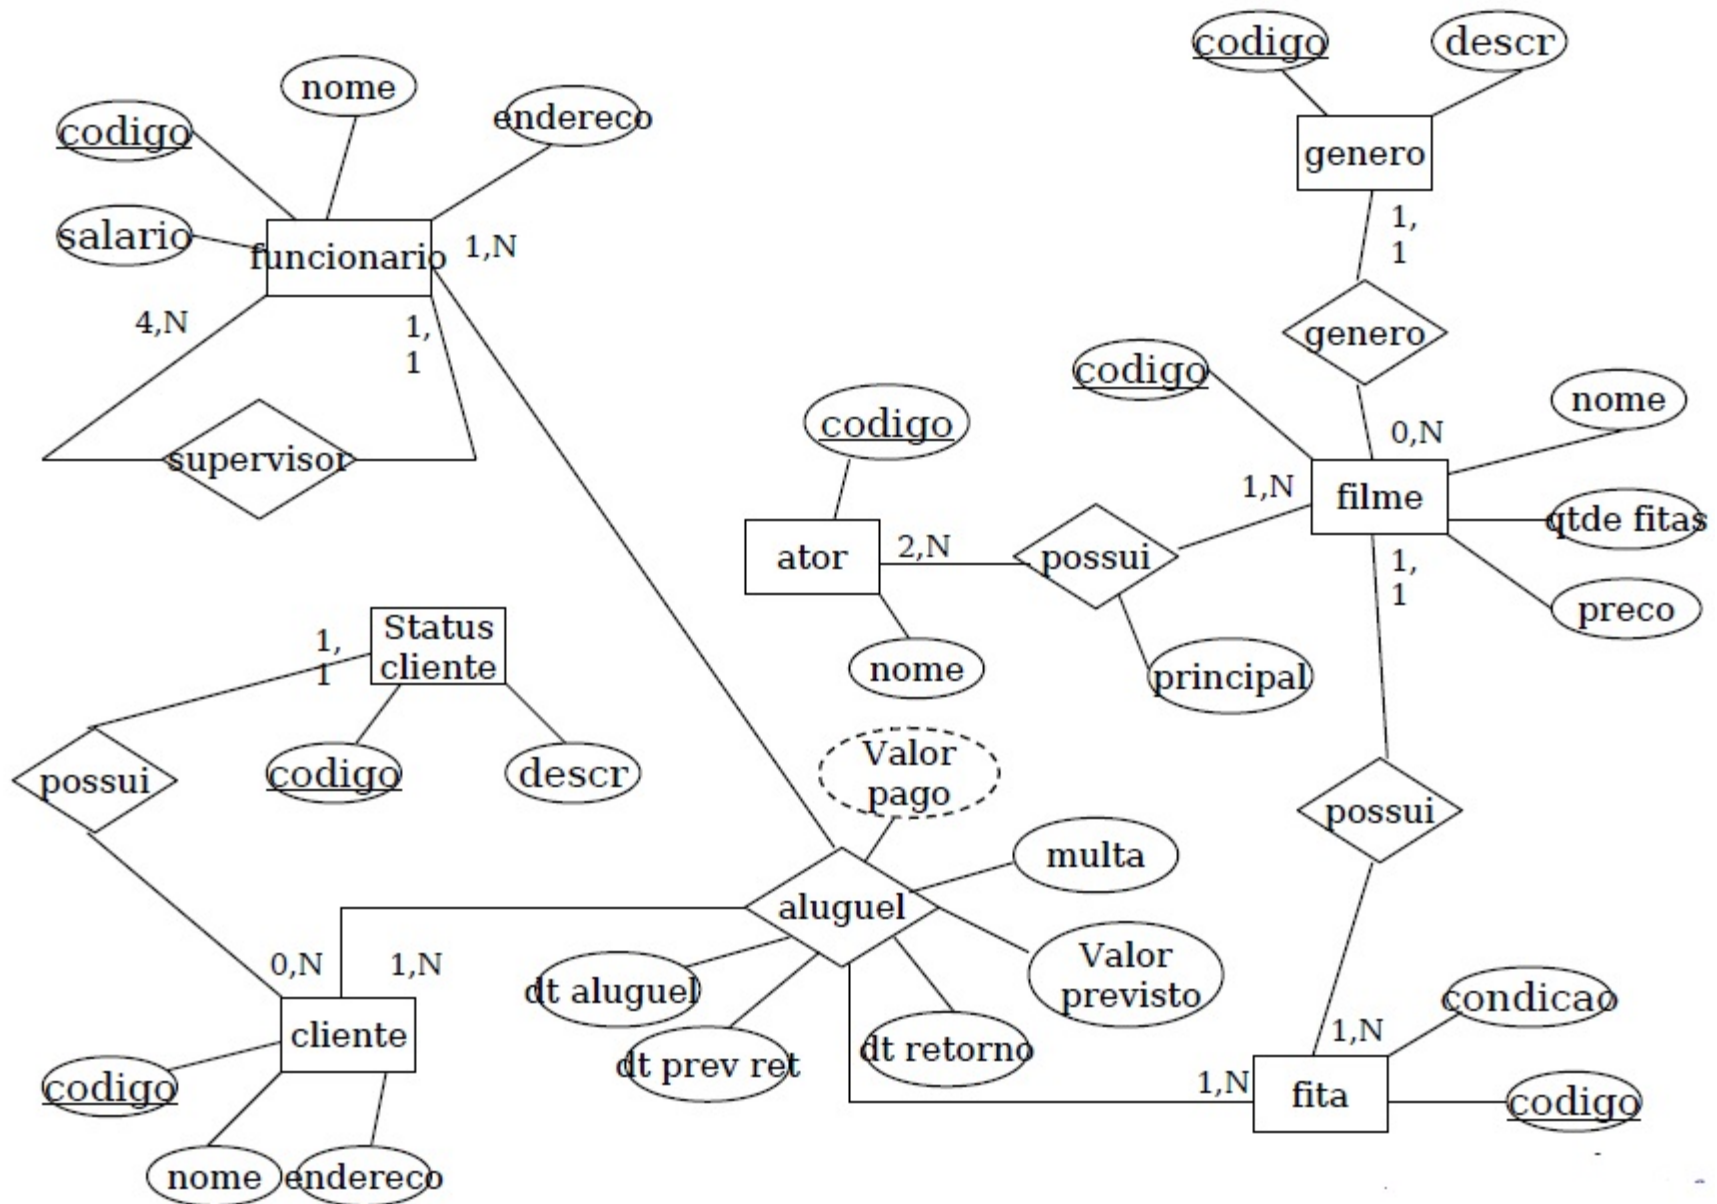 codigo
descr
nome
endereco
codigo
genero
salario
funcionario
1,N
1,
1
4,N
1,
1
genero
codigo
nome
0,N
codigo
supervisor
1,N
filme
qtde fitas
2,N
ator
possui
1,
1
preco
Status
cliente
1,
1
nome
principal
Valor
pago
possui
codigo
descr
possui
multa
aluguel
0,N
1,N
dt aluguel
Valor
previsto
condicao
cliente
dt prev ret
dt retorno
1,N
1,N
fita
codigo
codigo
nome
endereco